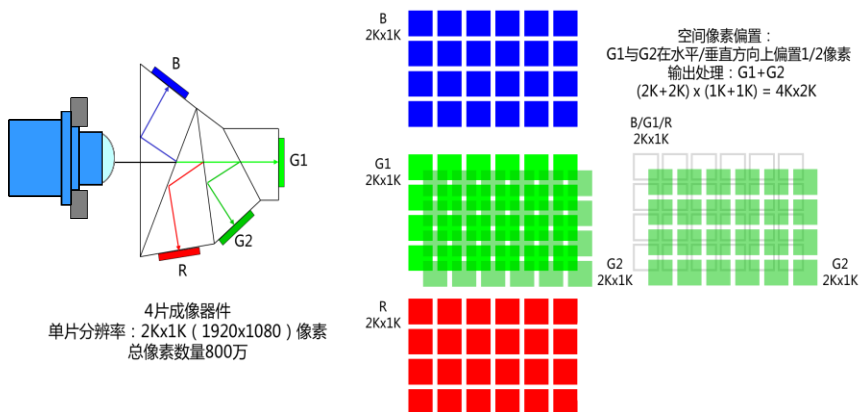 B
G1
G2
R
4片成像器件
单片分辨率：2Kx1K（1920x1080）像素
总像素数量800万
B
2Kx1K
G1
2Kx1K
G2
2Kx1K
R
2Kx1K
空间像素偏置：
G1与G2在水平/垂直方向上偏置1/2像素
输出处理：G1+G2
(2K+2K) x (1K+1K) = 4Kx2K
B/G1/R
2Kx1K
G2
2Kx1K